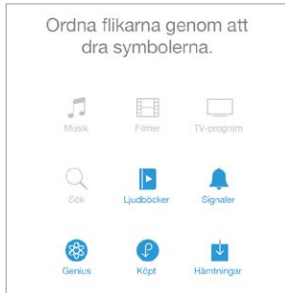 Ordna flikarna genom att
dra symbolerna.
Musik Filmer TV-program
Sök Ljudböcker Signaler
Genius Köpt Hämtningar